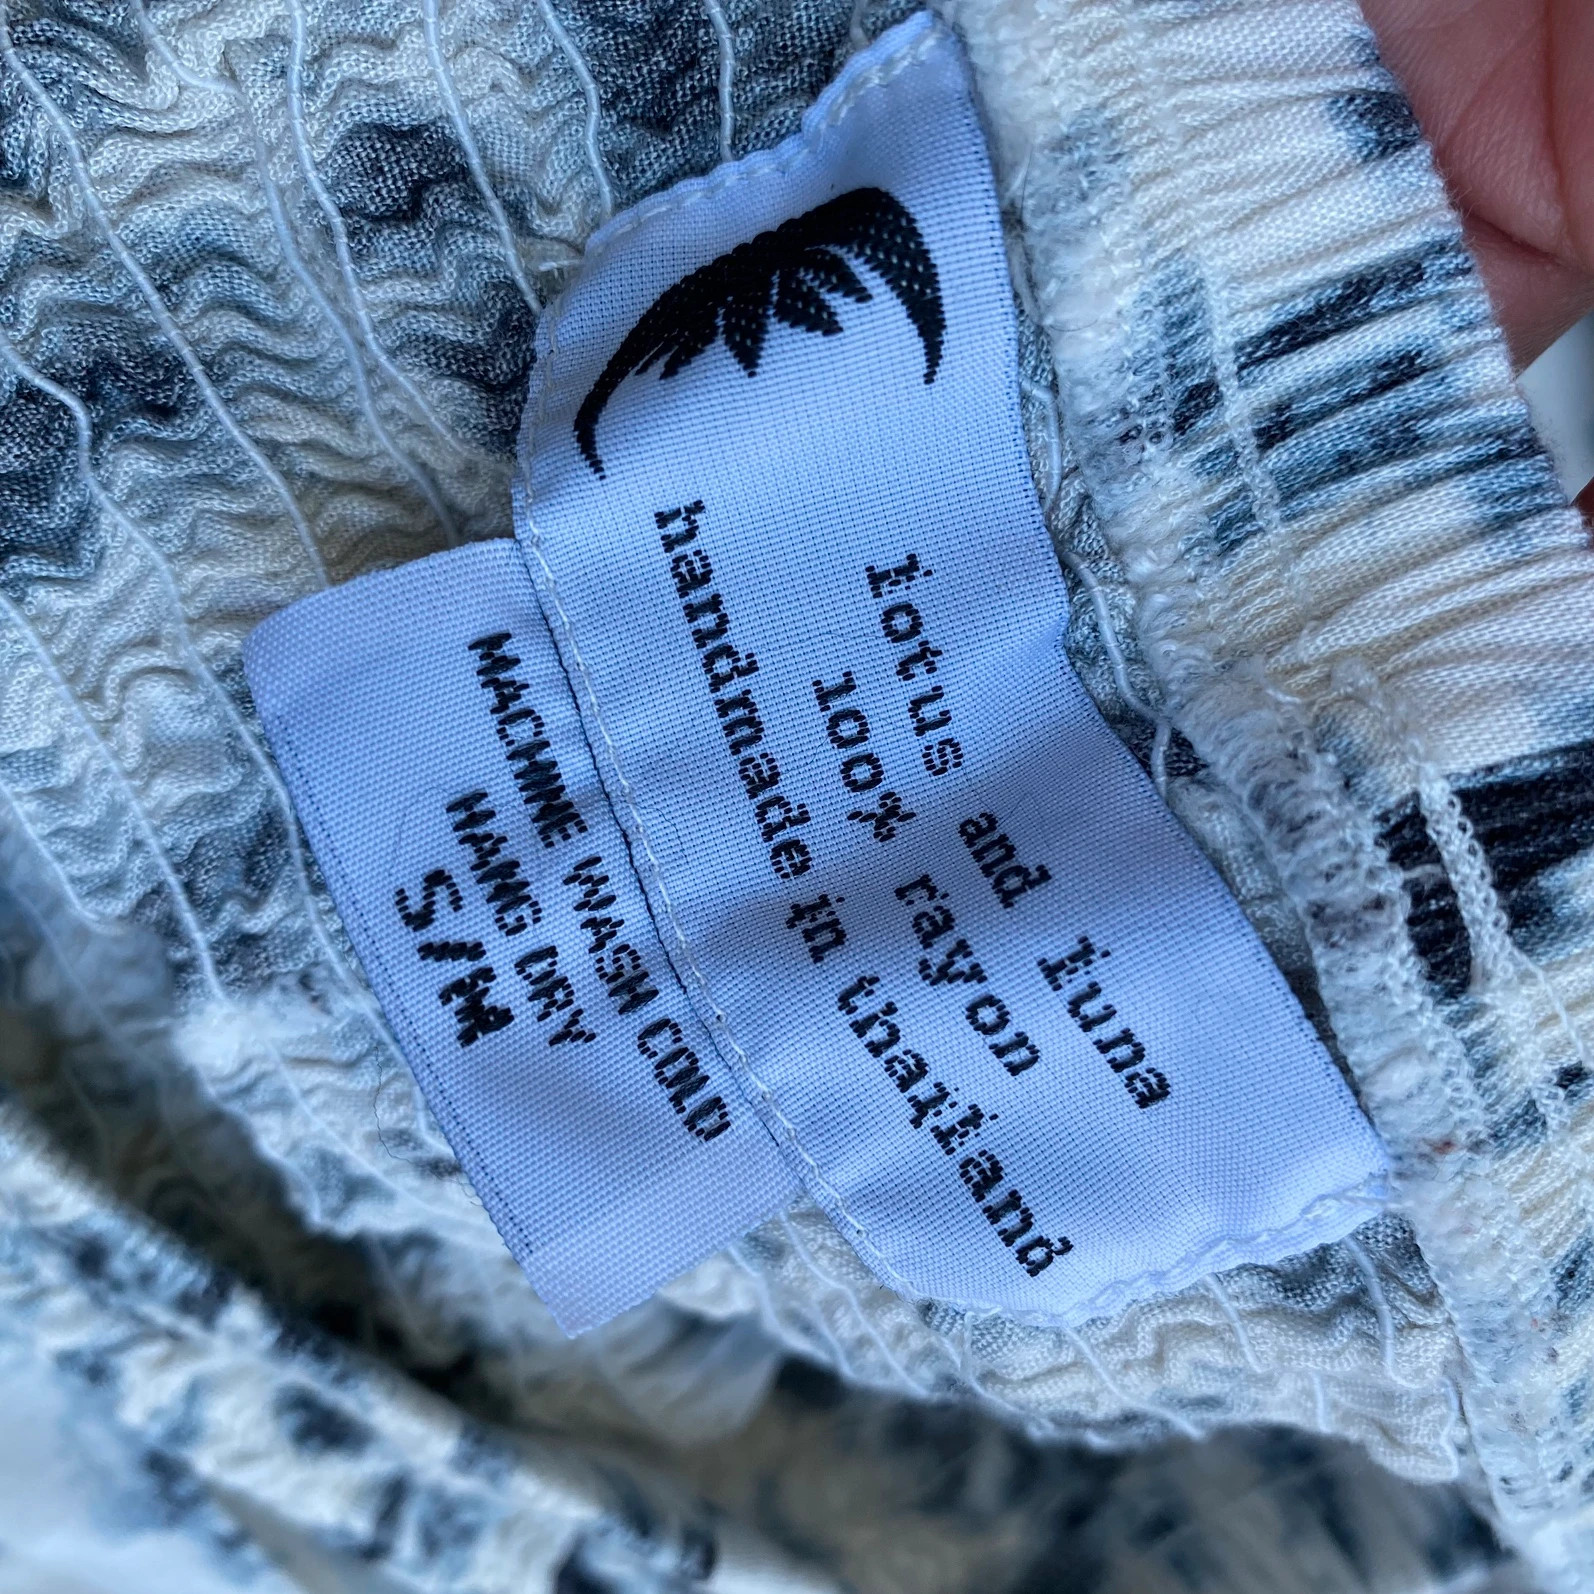 lotus and luna
100% rayon
handmade in thailand
MACHINE WASH COLD
HANG DRY
S/M